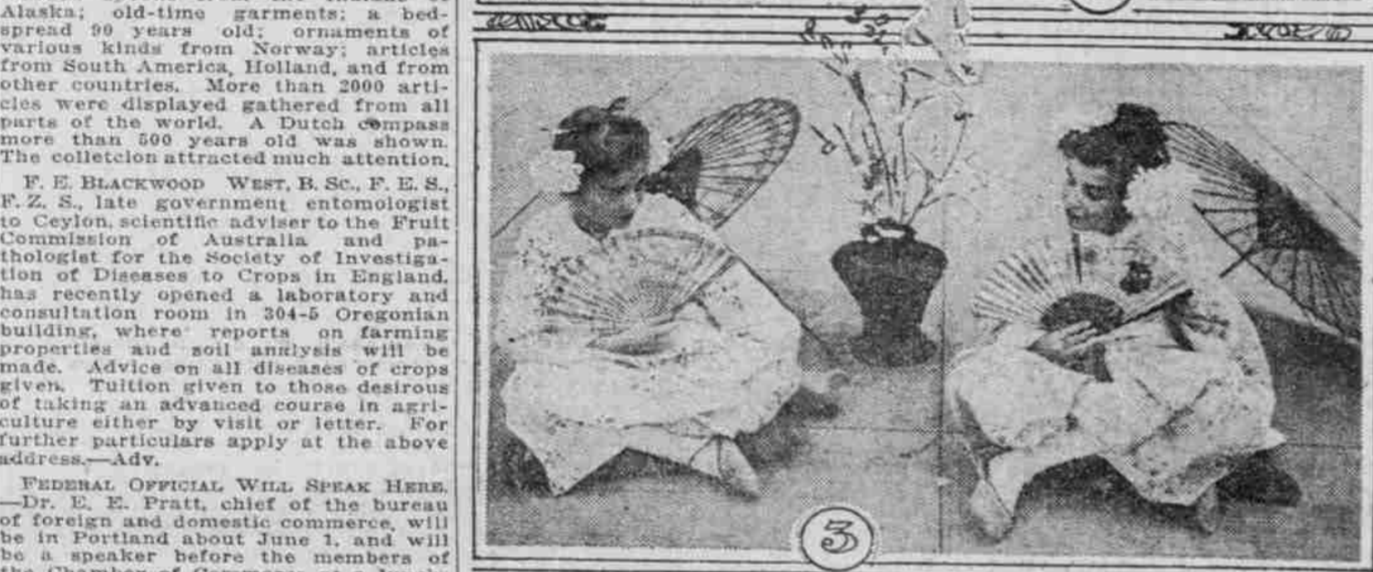 Alaska; old-time garments; a bed-
spread 90 years old; ornaments of
various kinds from Norway; articles
from South America, Holland, and from
other countries. More than 2000 arti-
cles were displayed gathered from all
parts of the world. A Dutch compass
more than 500 years old was shown.
The colletcion attracted much attention.
F. E. BLACKWOOD WEST, B. Sc., F. E. S.,
F. Z. S., late government entomologist
to Ceylon, scientific adviser to the Fruit
Commission of Australia and pa-
thologist for the Society of Investiga-
tion of Diseases to Crops in England,
has recently opened a laboratory and
consultation room in 304-5 Oregonian
building, where reports on farming
properties and soil analysis will be
made. Advice on all diseases of crops
given. Tuition given to those desirous
of taking an advanced course in agri-
culture either by visit or letter. For
further particulars apply at the above
address.—Adv.
FEDERAL OFFICIAL WILL SPEAK HERE.
—Dr. E. E. Pratt, chief of the bureau
of foreign and domestic commerce, will
be in Portland about June 1, and will
be a speaker before the members of
3